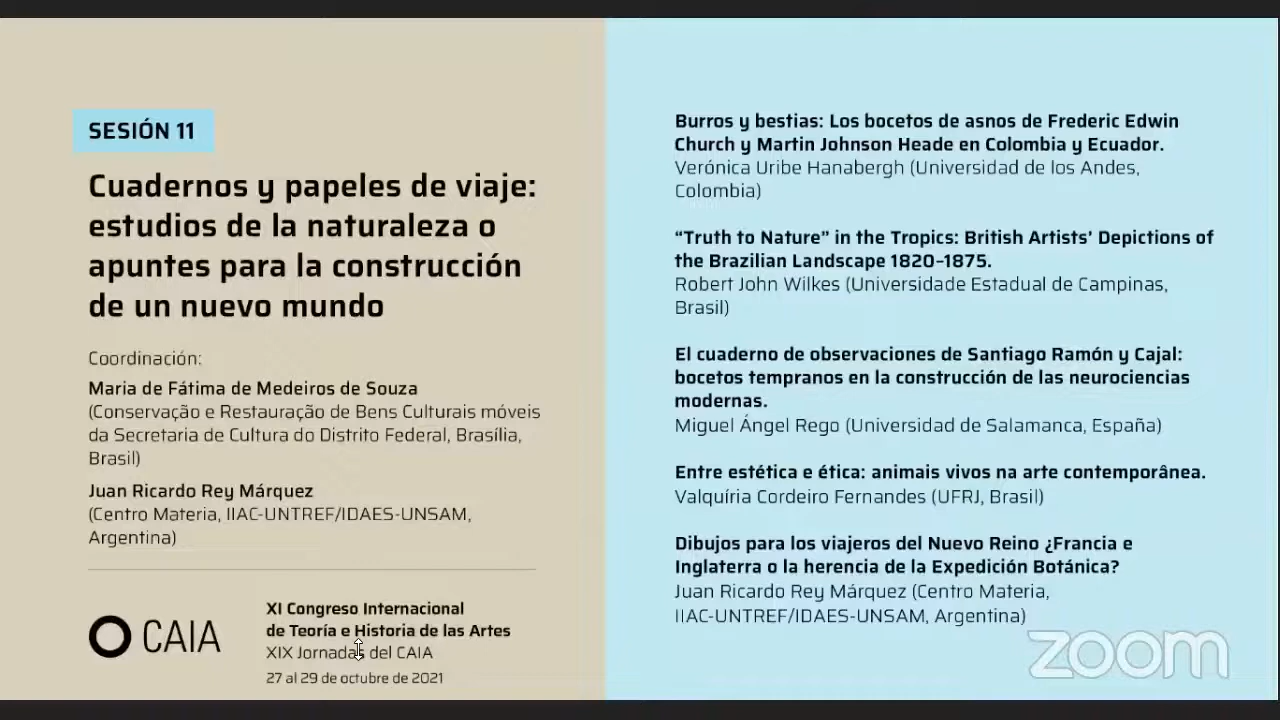 SESIÓN 11
Cuadernos y papeles de viaje:
estudios de la naturaleza o
apuntes para la construcción
de un nuevo mundo
Coordinación:
Maria de Fátima de Medeiros de Souza
(Conservação e Restauração de Bens Culturais móveis
da Secretaria de Cultura do Distrito Federal, Brasília,
Brasil)
Juan Ricardo Rey Márquez
(Centro Materia, IIAC-UNTREF/IDAES-UNSAM,
Argentina)
CAIA
XI Congreso Internacional
de Teoría e Historia de las Artes
XIX Jornadas del CAIA
27 al 29 de octubre de 2021
Burros y bestias: Los bocetos de asnos de Frederic Edwin
Church y Martin Johnson Heade en Colombia y Ecuador.
Verónica Uribe Hanabergh (Universidad de los Andes,
Colombia)
“Truth to Nature” in the Tropics: British Artists’ Depictions of
the Brazilian Landscape 1820-1875.
Robert John Wilkes (Universidade Estadual de Campinas,
Brasil)
El cuaderno de observaciones de Santiago Ramón y Cajal:
bocetos tempranos en la construcción de las neurociencias
modernas.
Miguel Ángel Rego (Universidad de Salamanca, España)
Entre estética e ética: animais vivos na arte contemporânea.
Valquíria Cordeiro Fernandes (UFRJ, Brasil)
Dibujos para los viajeros del Nuevo Reino ¿Francia e
Inglaterra o la herencia de la Expedición Botánica?
Juan Ricardo Rey Márquez (Centro Materia,
IIAC-UNTREF/IDAES-UNSAM, Argentina)
zoom